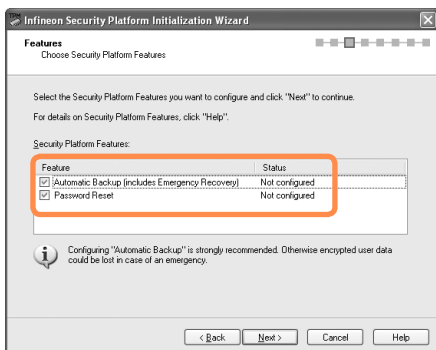 TPM Infineon Security Platform Initialization Wizard
Features
Choose Security Platform Features
Select the Security Platform Features you want to configure and click "Next" to continue.
For details on Security Platform Features, click "Help".
Security Platform Features:
Feature Status
Automatic Backup (includes Emergency Recovery) Not configured
Password Reset Not configured
Configuring "Automatic Backup" is strongly recommended. Otherwise encrypted user data
could be lost in case of an emergency.
< Back Next > Cancel Help